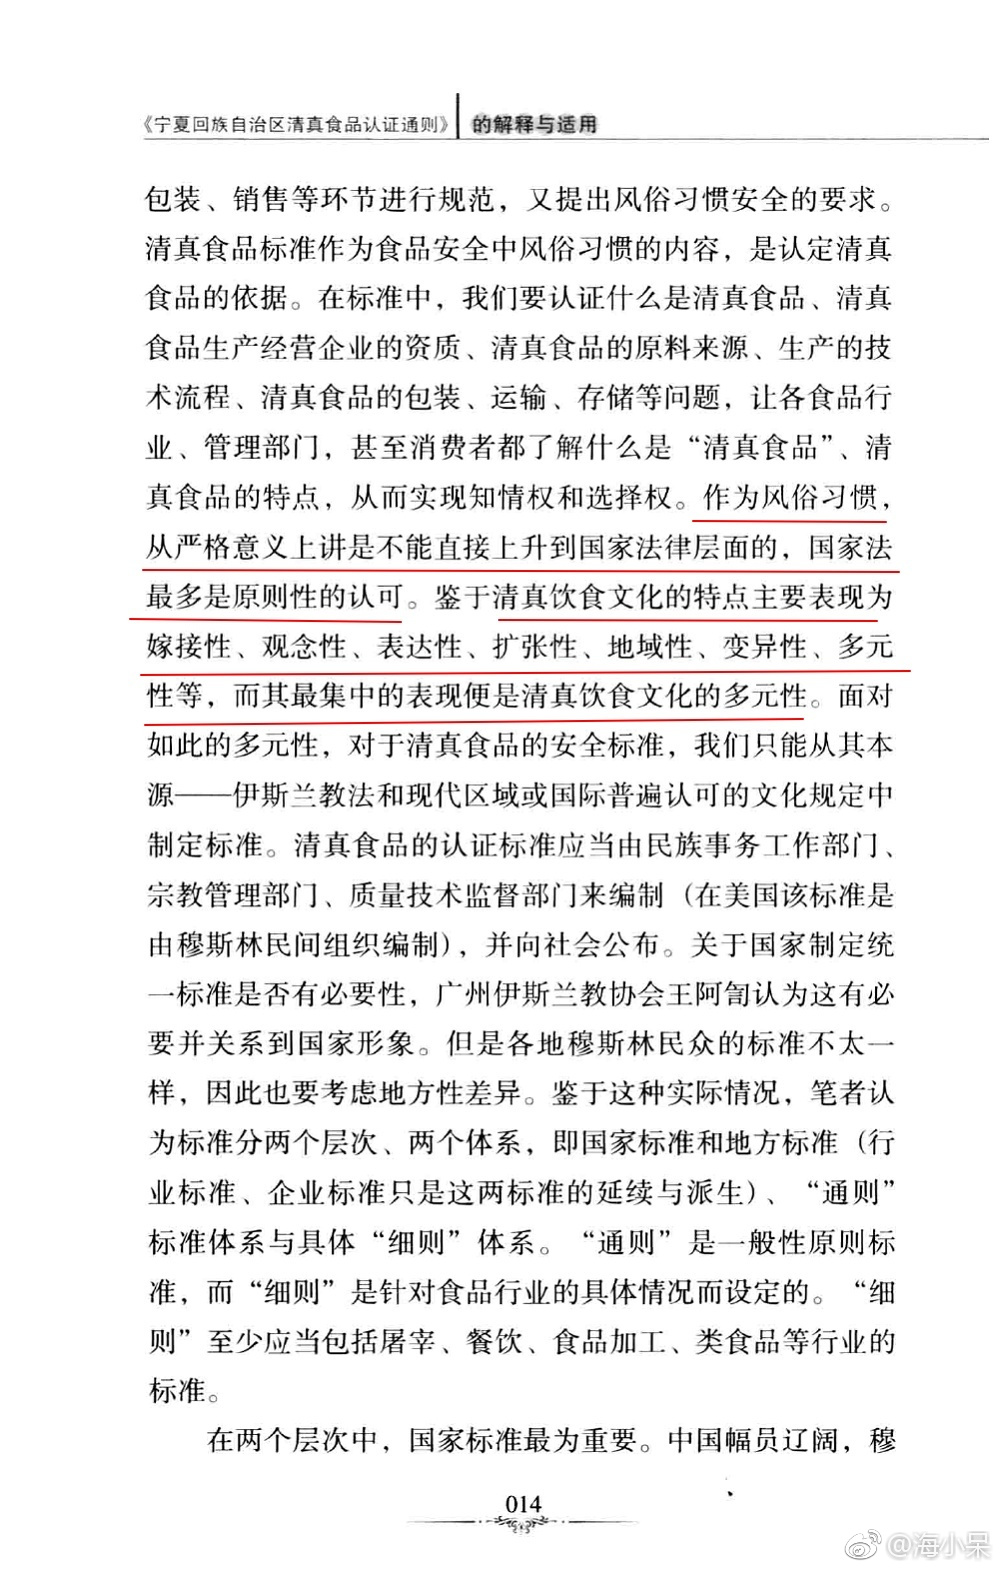 《宁夏回族自治区清真食品认证通则》 的解释与适用
包装、销售等环节进行规范，又提出风俗习惯安全的要求。
清真食品标准作为食品安全中风俗习惯的内容，是认定清真
食品的依据。在标准中，我们要认证什么是清真食品、清真
食品生产经营企业的资质、清真食品的原料来源、生产的技
术流程、清真食品的包装、运输、存储等问题，让各食品行
业、管理部门，甚至消费者都了解什么是“清真食品”、清
真食品的特点，从而实现知情权和选择权。作为风俗习惯，
从严格意义上讲是不能直接上升到国家法律层面的，国家法
最多是原则性的认可。鉴于清真饮食文化的特点主要表现为
嫁接性、观念性、表达性、扩张性、地域性、变异性、多元
性等，而其最集中的表现便是清真饮食文化的多元性。面对
如此的多元性，对于清真食品的安全标准，我们只能从其本
源——伊斯兰教法和现代区域或国际普遍认可的文化规定中
制定标准。清真食品的认证标准应当由民族事务工作部门、
宗教管理部门、质量技术监督部门来编制（在美国该标准是
由穆斯林民间组织编制），并向社会公布。关于国家制定统
一标准是否有必要性，广州伊斯兰教协会王阿訇认为这有必
要并关系到国家形象。但是各地穆斯林民众的标准不太一
样，因此也要考虑地方性差异。鉴于这种实际情况，笔者认
为标准分两个层次、两个体系，即国家标准和地方标准（行
业标准、企业标准只是这两标准的延续与派生）、“通则”
标准体系与具体“细则”体系。“通则”是一般性原则标
准，而“细则”是针对食品行业的具体情况而设定的。“细
则”至少应当包括屠宰、餐饮、食品加工、类食品等行业的
标准。
在两个层次中，国家标准最为重要。中国幅员辽阔，穆
014
@海小呆